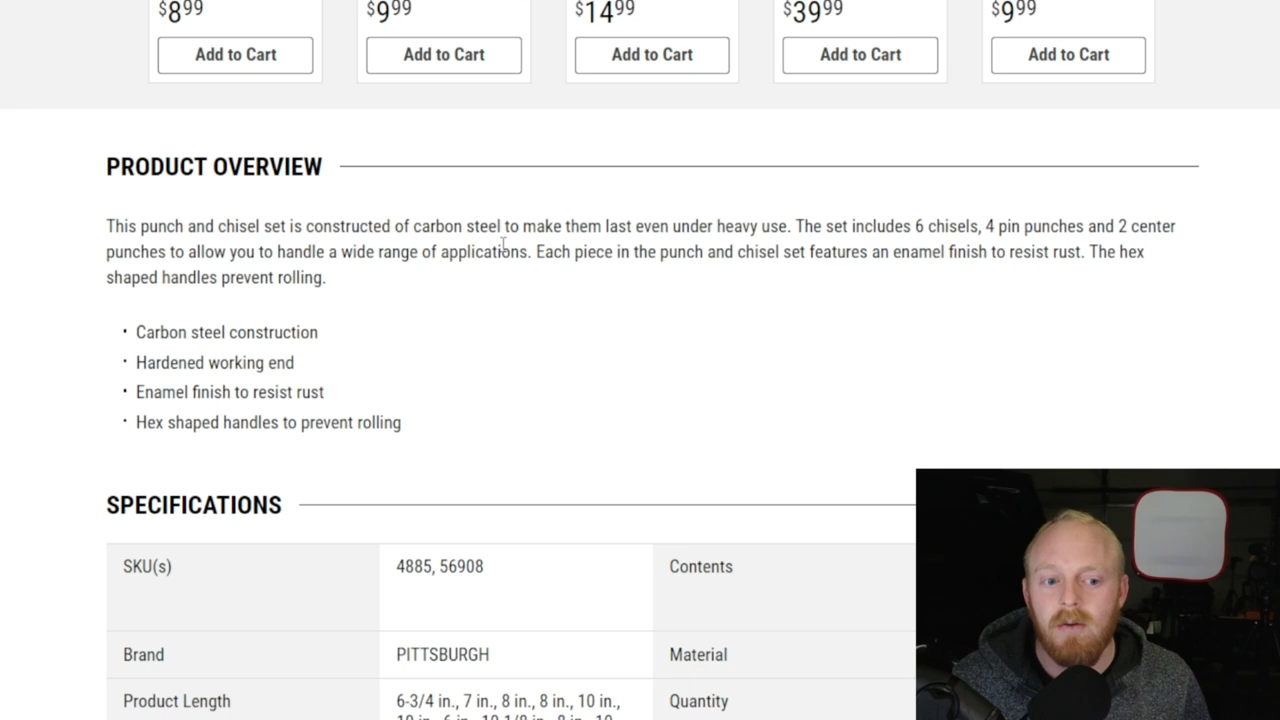 $8.99
$9.99
$14.99
$39.99
$9.99
Add to Cart
Add to Cart
Add to Cart
Add to Cart
Add to Cart
PRODUCT OVERVIEW
This punch and chisel set is constructed of carbon steel to make them last even under heavy use. The set includes 6 chisels, 4 pin punches and 2 center
punches to allow you to handle a wide range of applications. Each piece in the punch and chisel set features an enamel finish to resist rust. The hex
shaped handles prevent rolling.
· Carbon steel construction
· Hardened working end
· Enamel finish to resist rust
· Hex shaped handles to prevent rolling
SPECIFICATIONS
SKU(s)
4885, 56908
Contents
Brand
PITTSBURGH
Material
Product Length
6-3/4 in., 7 in., 8 in., 8 in., 10 in.,
Quantity